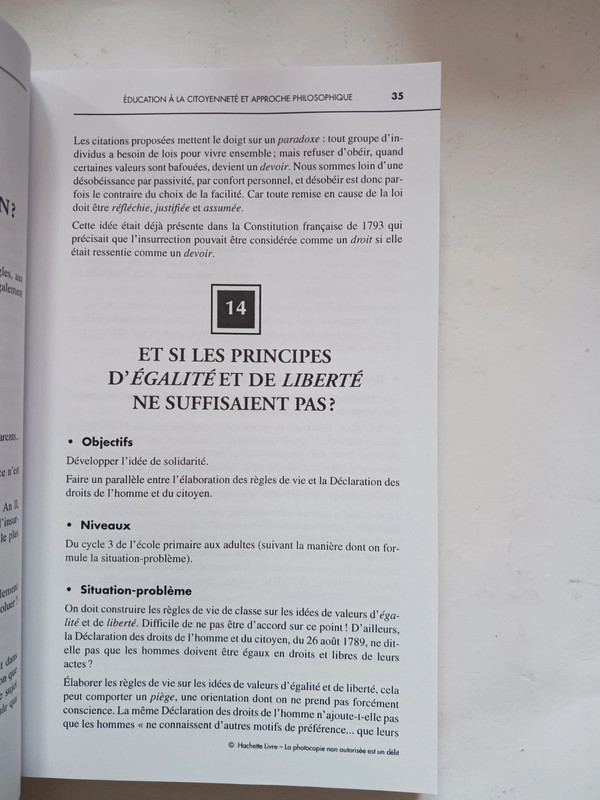 ÉDUCATION À LA CITOYENNETÉ ET APPROCHE PHILOSOPHIQUE 35
Les citations proposées mettent le doigt sur un paradoxe : tout groupe d'in-
dividus a besoin de lois pour vivre ensemble ; mais refuser d'obéir, quand
certaines valeurs sont bafouées, devient un devoir. Nous sommes loin d'une
désobéissance par passivité, par confort personnel, et désobéir est donc par-
fois le contraire du choix de la facilité. Car toute remise en cause de la loi
doit être réfléchie, justifiée et assumée.
Cette idée était déjà présente dans la Constitution française de 1793 qui
précisait que l'insurrection pouvait être considérée comme un droit si elle
était ressentie comme un devoir.
14
ET SI LES PRINCIPES
D'ÉGALITÉ ET DE LIBERTÉ
NE SUFFISAIENT PAS ?
• Objectifs
Développer l'idée de solidarité.
Faire un parallèle entre l'élaboration des règles de vie et la Déclaration des
droits de l'homme et du citoyen.
• Niveaux
Du cycle 3 de l'école primaire aux adultes (suivant la manière dont on for-
mule la situation-problème).
• Situation-problème
On doit construire les règles de vie de classe sur les idées de valeurs d'éga-
lité et de liberté. Difficile de ne pas être d'accord sur ce point ! D'ailleurs,
la Déclaration des droits de l'homme et du citoyen, du 26 août 1789, ne dit-
elle pas que les hommes doivent être égaux en droits et libres de leurs
actes ?
Élaborer les règles de vie sur les idées de valeurs d'égalité et de liberté, cela
peut comporter un piège, une orientation dont on ne prend pas forcément
conscience. La même Déclaration des droits de l'homme n'ajoute-t-elle pas
que les hommes « ne connaissent d'autres motifs de préférence... que leurs
© Hachette Livre – La photocopie non autorisée est un délit